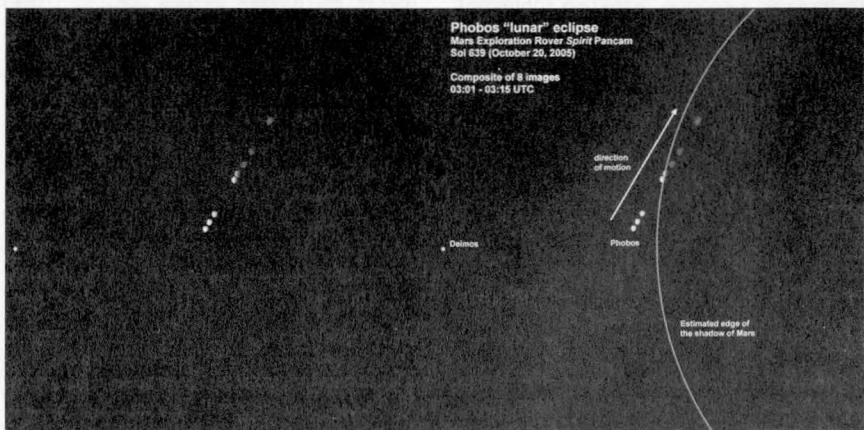 Phobos “lunar” eclipse
Mars Exploration Rover Spirit Pancam
Sol 639 (October 20, 2005)
Composite of 8 images
03:01 - 03:15 UTC
direction
of motion
Deimos
Phobos
Estimated edge of
the shadow of Mars